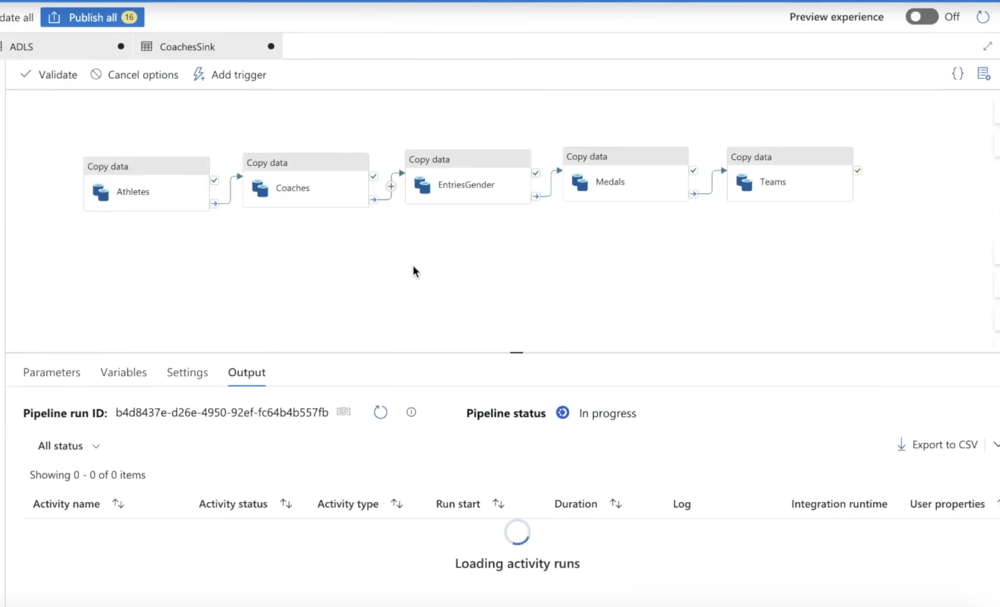 date all
Publish all 16
Preview experience
Off
ADLS
CoachesSink
Validate
Cancel options
Add trigger
{}
Copy data
Athletes
Copy data
Coaches
Copy data
EntriesGender
Copy data
Medals
Copy data
Teams
Parameters
Variables
Settings
Output
Pipeline run ID: b4d8437e-d26e-4950-92ef-fc64b4b557fb [@]
Pipeline status In progress
All status
Export to CSV
Showing 0 - 0 of 0 items
Activity name
Activity status
Activity type
Run start
Duration
Log
Integration runtime
User properties
Loading activity runs